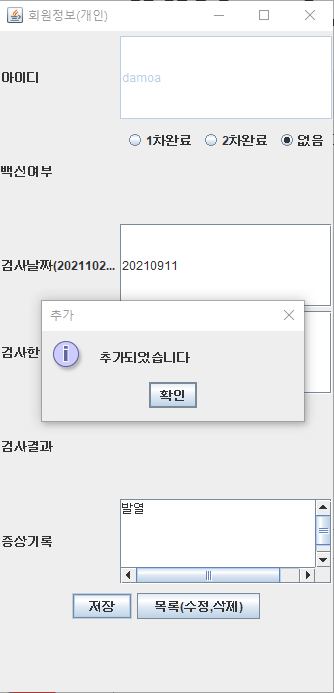 회원정보(개인)
아이디
damoa
1차완료 2차완료 없음
백신여부
검사날짜(2021102...
20210911
추가
검사한
추가되었습니다
확인
검사결과
발열
증상기록
저장 목록(수정,삭제)